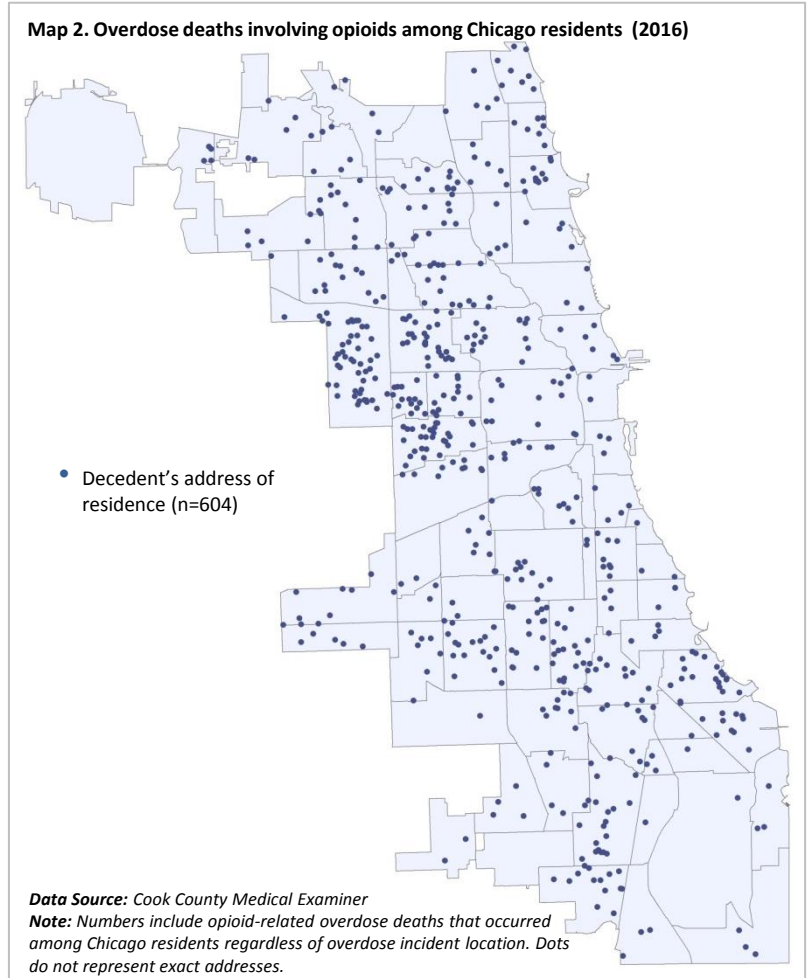 Map 2. Overdose deaths involving opioids among Chicago residents (2016)
Decedent's address of
residence (n=604)
Data Source: Cook County Medical Examiner
Note: Numbers include opioid-related overdose deaths that occurred
among Chicago residents regardless of overdose incident location. Dots
do not represent exact addresses.